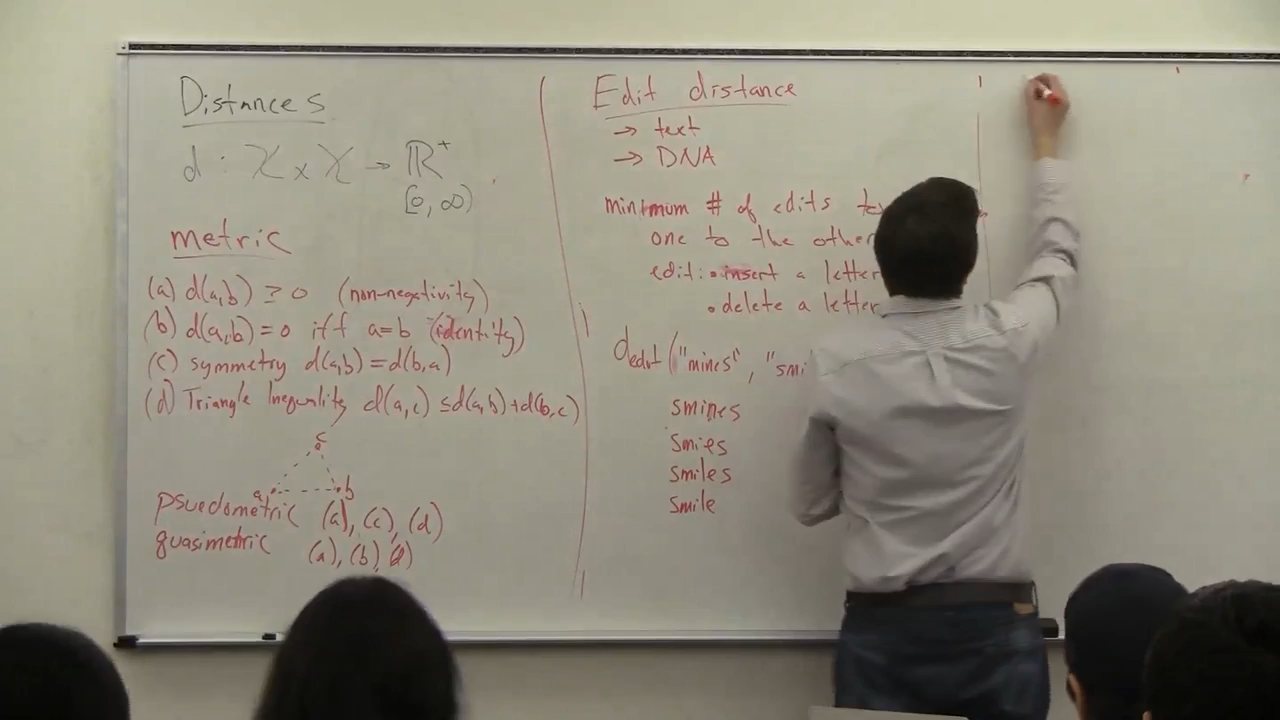 Distances
d : X x X → ℝ⁺
[0, ∞)
metric
(a) d(a,b) ≥ 0 (non-negativity)
(b) d(a,b) = 0 iff a=b (identity)
(c) symmetry d(a,b) = d(b,a)
(d) Triangle Inequality d(a,c) ≤ d(a,b)+d(b,c)
c
a b
psuedometric (a), (c), (d)
quasimetric (a), (b), (d)
Edit distance
→ text
→ DNA
minimum # of edits
one to the other
edit: • insert a letter
• delete a letter
d edit ("mines", "smi
smines
smies
smiles
smile